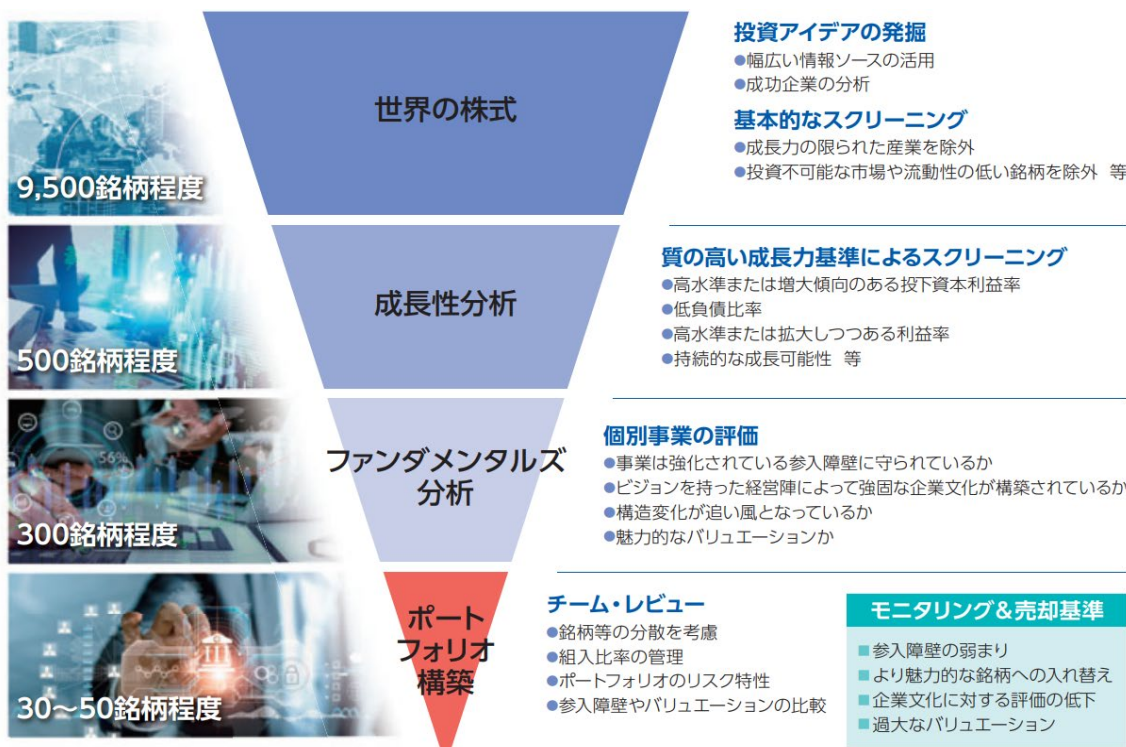 世界の株式
9,500銘柄程度
投資アイデアの発掘
●幅広い情報ソースの活用
●成功企業の分析
基本的なスクリーニング
●成長力の限られた産業を除外
●投資不可能な市場や流動性の低い銘柄を除外 等
成長性分析
500銘柄程度
質の高い成長力基準によるスクリーニング
●高水準または増大傾向のある投下資本利益率
●低負債比率
●高水準または拡大しつつある利益率
●持続的な成長可能性 等
ファンダメンタルズ
分析
56%
300銘柄程度
個別事業の評価
●事業は強化されている参入障壁に守られているか
●ビジョンを持った経営陣によって強固な企業文化が構築されているか
●構造変化が追い風となっているか
●魅力的なバリュエーションか
ポート
フォリオ
構築
30～50銘柄程度
チーム・レビュー
●銘柄等の分散を考慮
●組入比率の管理
●ポートフォリオのリスク特性
●参入障壁やバリュエーションの比較
モニタリング＆売却基準
■参入障壁の弱まり
■より魅力的な銘柄への入れ替え
■企業文化に対する評価の低下
■過大なバリュエーション